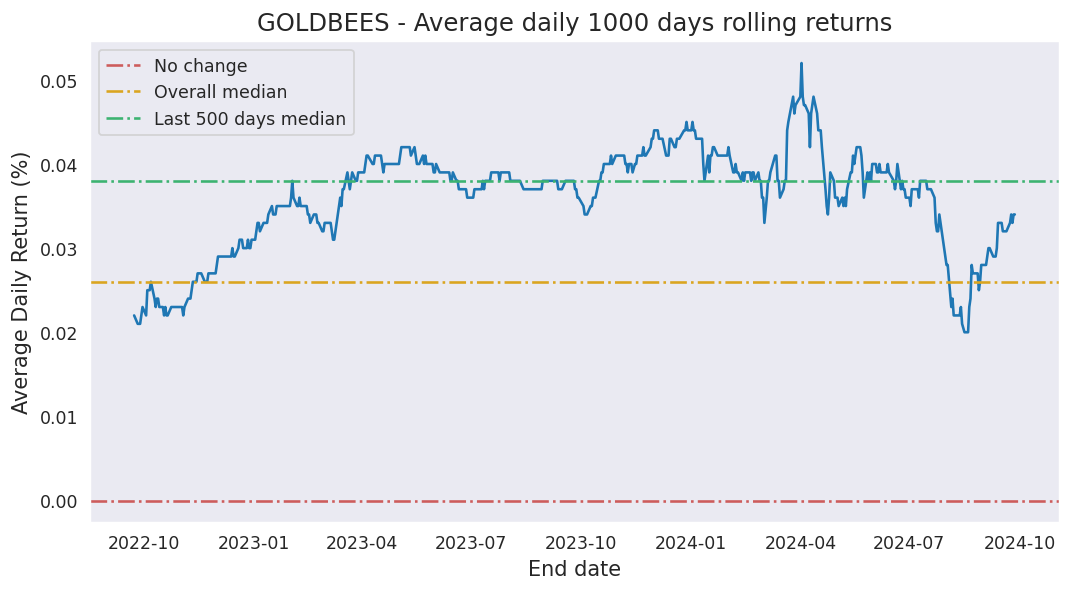 GOLDBEES - Average daily 1000 days rolling returns
No change
Overall median
Last 500 days median
Average Daily Return (%)
0.05
0.04
0.03
0.02
0.01
0.00
2022-10 2023-01 2023-04 2023-07 2023-10 2024-01 2024-04 2024-07 2024-10
End date